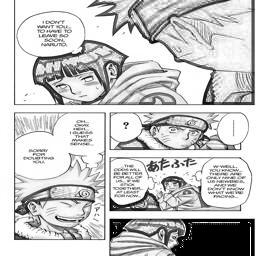 I DON'T
WANT YOU,
TO HAVE
TO LEAVE SO
SOON,
NARUTO.
?
W-WELL,
YOU KNOW...
THERE ARE
ONLY NINE OF
US NEWBIES,
AND WE
DON'T KNOW
WHAT WE'RE
FACING...
あたふた
THE
ODDS WILL
BE BETTER
FOR ALL OF
US... IF WE
STICK
TOGETHER,
AT LEAST
FOR NOW.
OH...
OKAY.
HEH...
I GUESS
THAT
MAKES
SENSE...
SORRY
FOR
DOUBTING
YOU.